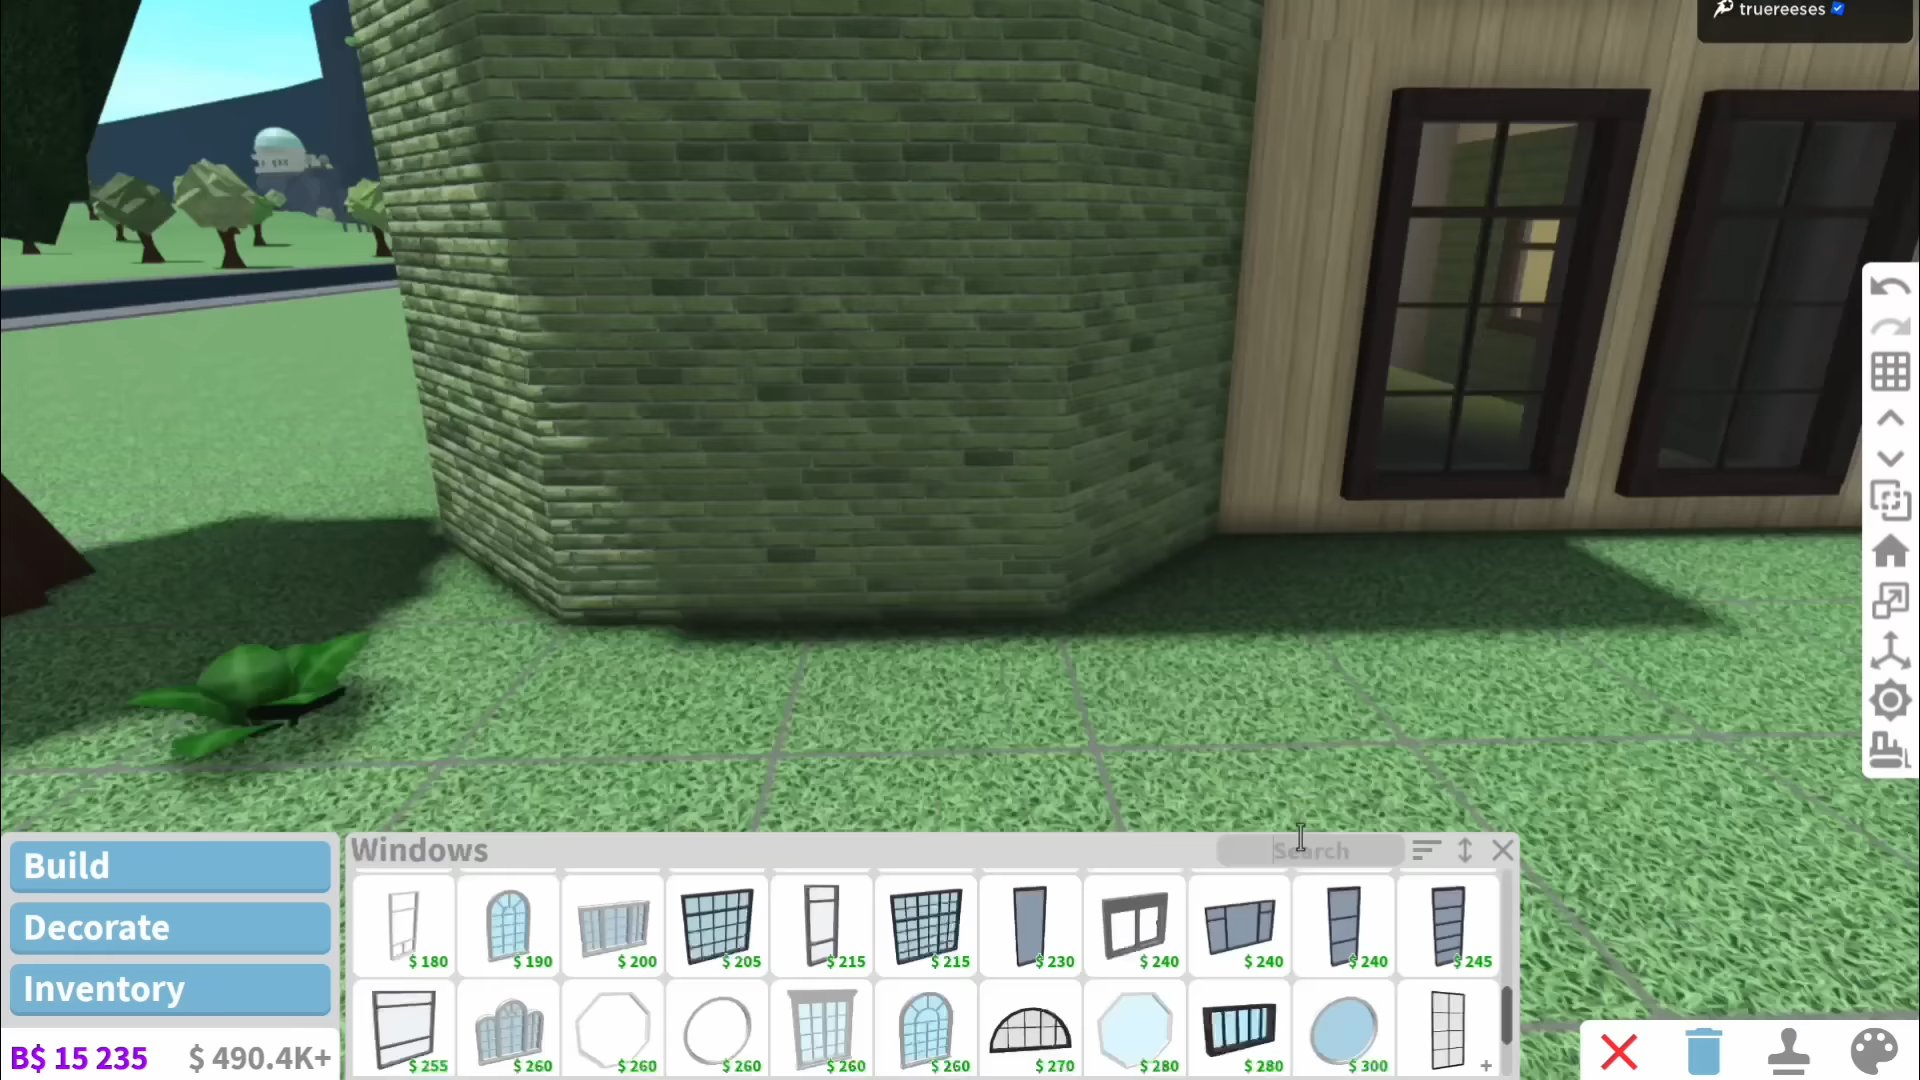 truereeses
Build
Decorate
Inventory
B$ 15 235
$ 490.4K+
Windows
Search
$ 180
$ 190
$ 200
$ 205
$ 215
$ 215
$ 230
$ 240
$ 240
$ 240
$ 245
$ 255
$ 260
$ 260
$ 260
$ 260
$ 260
$ 270
$ 280
$ 280
$ 300
+